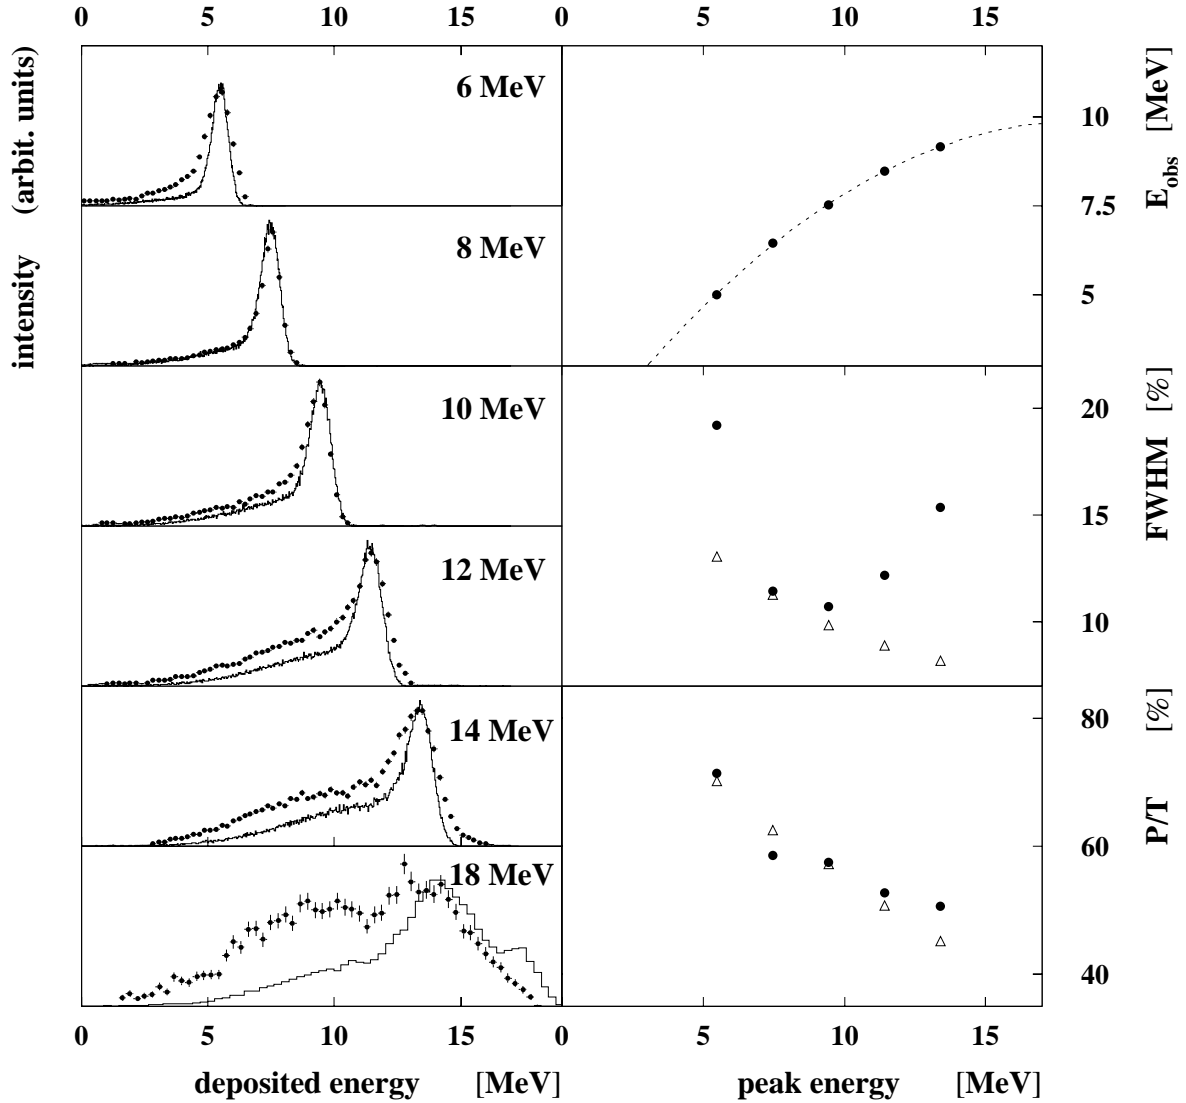 0 5 10 15 0 5 10 15
intensity (arbit. units)
6 MeV
8 MeV
10 MeV
12 MeV
14 MeV
18 MeV
10
7.5
5
E_obs [MeV]
20
15
10
FWHM [%]
80
60
40
P/T [%]
0 5 10 15 0 5 10 15
deposited energy [MeV] peak energy [MeV]